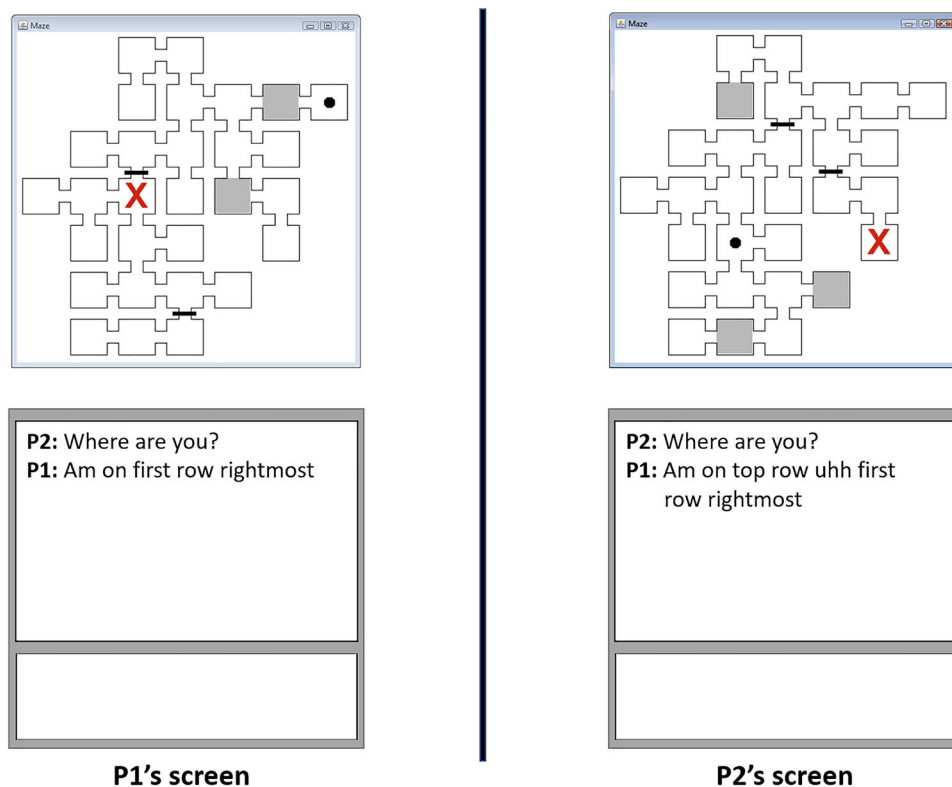 Maze
X
P2: Where are you?
P1: Am on first row rightmost
P1's screen
Maze
X
P2: Where are you?
P1: Am on top row uhh first
row rightmost
P2's screen